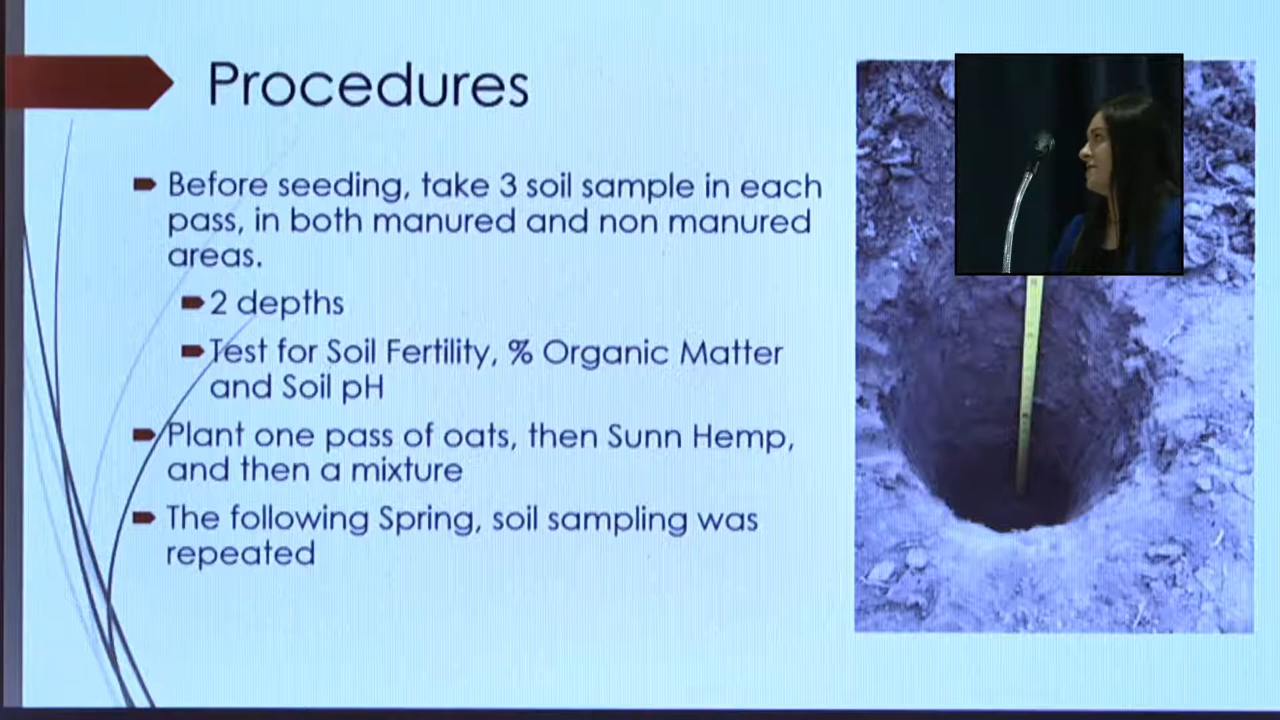 Procedures
Before seeding, take 3 soil sample in each
pass, in both manured and non manured
areas.
2 depths
Test for Soil Fertility, % Organic Matter
and Soil pH
Plant one pass of oats, then Sunn Hemp,
and then a mixture
The following Spring, soil sampling was
repeated